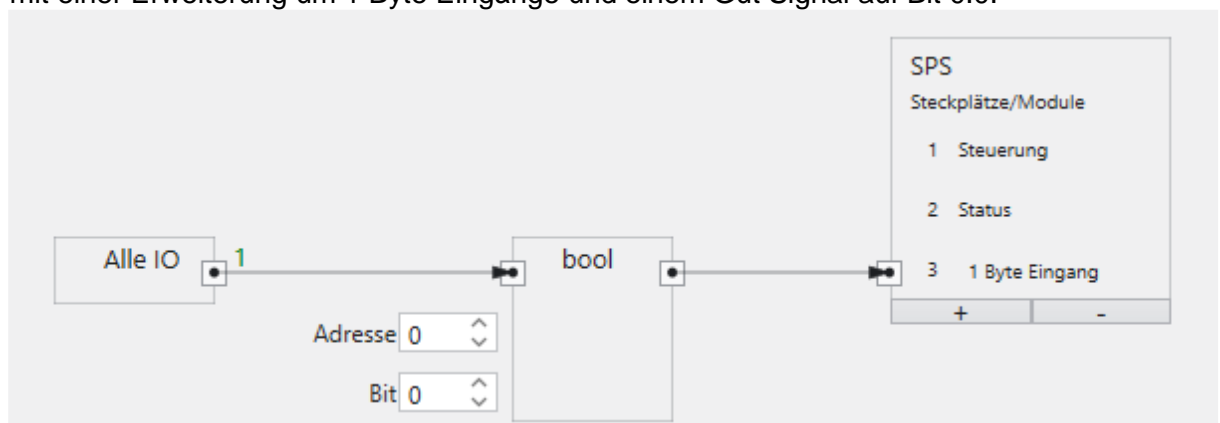 mit einer Erweiterung um 1 Byte Eingänge und einem Gut Signal auf Bit 0.0:
SPS
Steckplätze/Module
1 Steuerung
2 Status
Alle IO 1 bool
3 1 Byte Eingang
+ -
Adresse 0
Bit 0